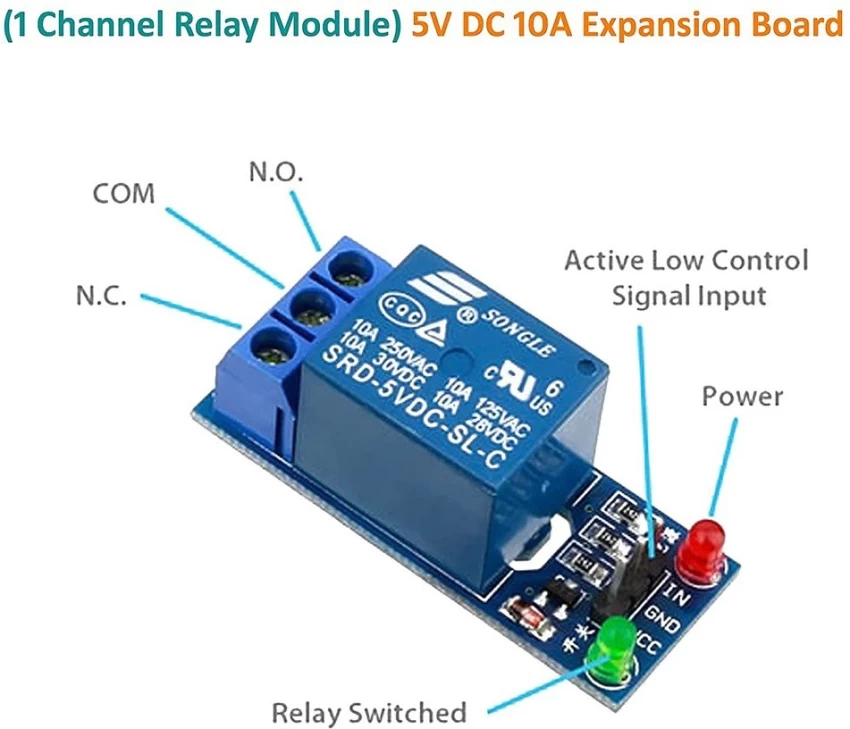 (1 Channel Relay Module) 5V DC 10A Expansion Board
N.O.
COM
N.C.
Active Low Control
Signal Input
Power
CQC
® SONGLE
10A 250VAC 10A 125VAC
10A 30VDC 10A 28VDC
SRD-5VDC-SL-C
c RU US
6
IN
GND
VCC
Relay Switched